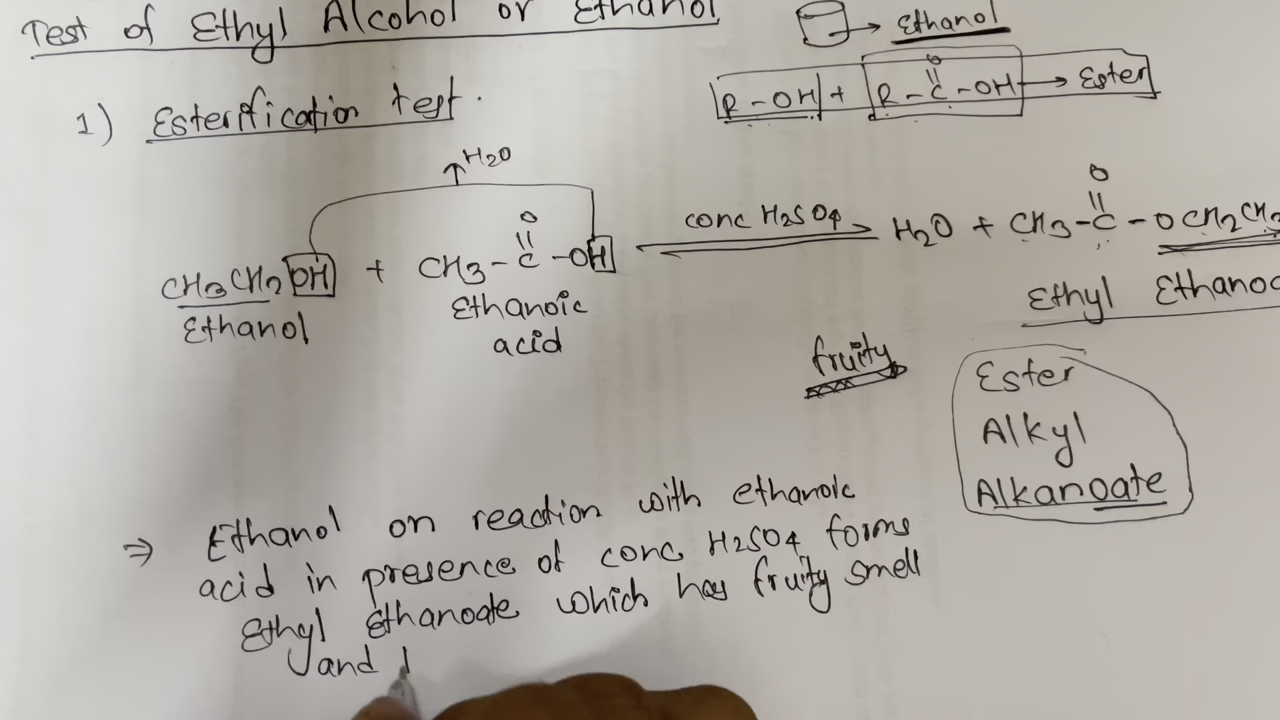 Test of Ethyl Alcohol or Ethanol
→ Ethanol
R-OH + R-C-OH → Ester
O
1) Esterification test.
↑ H2O
CH3CH2OH + CH3-C-OH ⇌ conc H2SO4 H2O + CH3-C-OCH2CH3
O
O
Ethanol
Ethanoic
acid
Ethyl Ethanoa
fruity
Ester
Alkyl
Alkanoate
⇒ Ethanol on reaction with ethanoic
acid in presence of conc. H2SO4 forms
Ethyl Ethanoate which has fruity smell
and